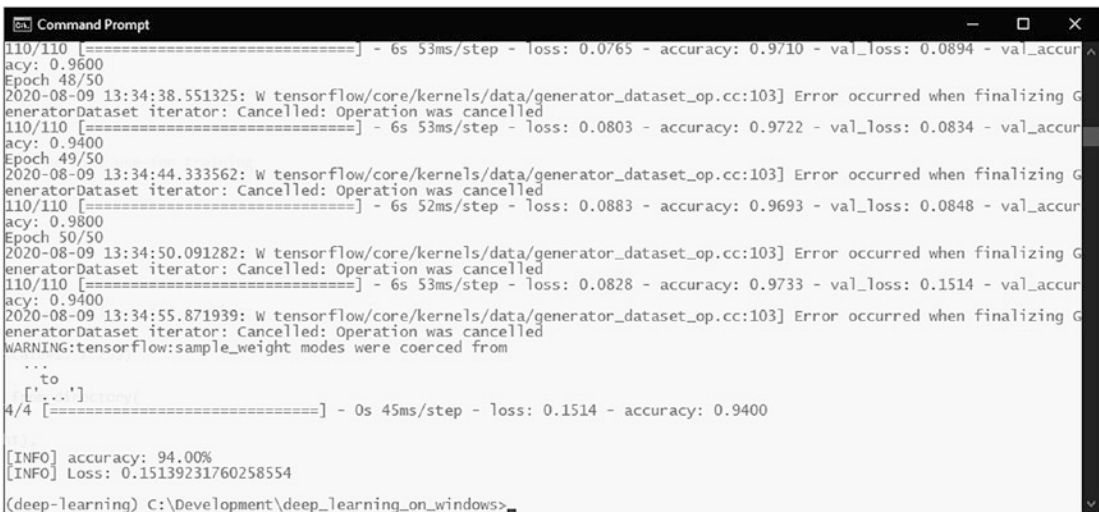 Command Prompt
110/110 [==============================] - 6s 53ms/step - loss: 0.0765 - accuracy: 0.9710 - val_loss: 0.0894 - val_accur
acy: 0.9600
Epoch 48/50
2020-08-09 13:34:38.551325: W tensorflow/core/kernels/data/generator_dataset_op.cc:103] Error occurred when finalizing G
eneratorDataset iterator: Cancelled: Operation was cancelled
110/110 [==============================] - 6s 53ms/step - loss: 0.0803 - accuracy: 0.9722 - val_loss: 0.0834 - val_accur
acy: 0.9400
Epoch 49/50
2020-08-09 13:34:44.333562: W tensorflow/core/kernels/data/generator_dataset_op.cc:103] Error occurred when finalizing G
eneratorDataset iterator: Cancelled: Operation was cancelled
110/110 [==============================] - 6s 52ms/step - loss: 0.0883 - accuracy: 0.9693 - val_loss: 0.0848 - val_accur
acy: 0.9800
Epoch 50/50
2020-08-09 13:34:50.091282: W tensorflow/core/kernels/data/generator_dataset_op.cc:103] Error occurred when finalizing G
eneratorDataset iterator: Cancelled: Operation was cancelled
110/110 [==============================] - 6s 53ms/step - loss: 0.0828 - accuracy: 0.9733 - val_loss: 0.1514 - val_accur
acy: 0.9400
2020-08-09 13:34:55.871939: W tensorflow/core/kernels/data/generator_dataset_op.cc:103] Error occurred when finalizing G
eneratorDataset iterator: Cancelled: Operation was cancelled
WARNING:tensorflow:sample_weight modes were coerced from
...
to
['...']
4/4 [==============================] - 0s 45ms/step - loss: 0.1514 - accuracy: 0.9400
[INFO] accuracy: 94.00%
[INFO] Loss: 0.15139231760258554
(deep-learning) C:\Development\deep_learning_on_windows>